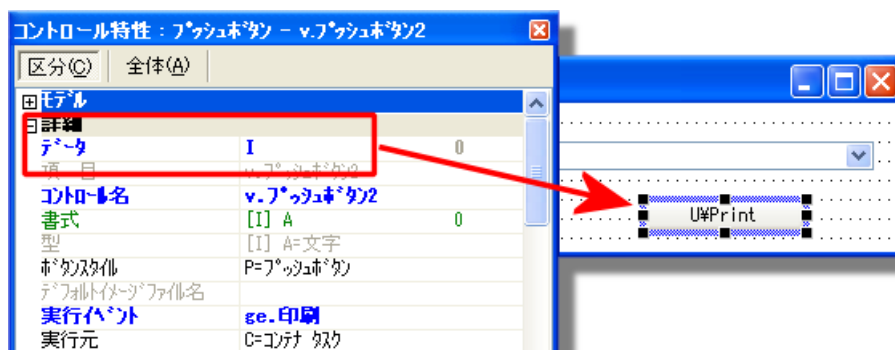 コントロール特性：ﾌﾟｯｼｭﾎﾞﾀﾝ － v.ﾌﾟｯｼｭﾎﾞﾀﾝ2
区分(C) 全体(A)
ﾓﾃﾞﾙ
詳細
ﾃﾞｰﾀ I 0
項 目 v.ﾌﾟｯｼｭﾎﾞﾀﾝ2
ｺﾝﾄﾛｰﾙ名 v.ﾌﾟｯｼｭﾎﾞﾀﾝ2
書式 [I] A 0
型 [I] A=文字
ﾎﾞﾀﾝｽﾀｲﾙ P=ﾌﾟｯｼｭﾎﾞﾀﾝ
ﾃﾞﾌｫﾙﾄｲﾒｰｼﾞﾌｧｲﾙ名
実行ｲﾍﾞﾝﾄ ge.印刷
実行元 C=ｺﾝﾃﾅ ﾀｽｸ
U¥Print